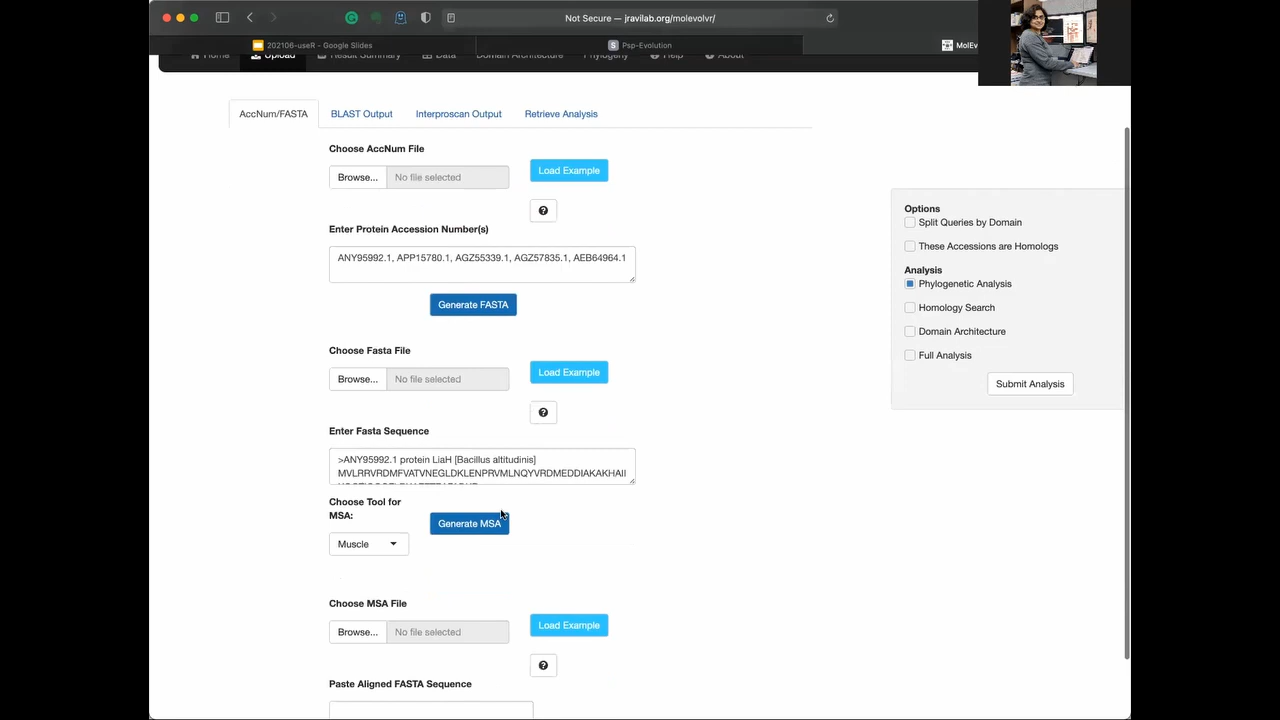 Not Secure — jravilab.org/molevolvr/
202106-useR - Google Slides
Psp-Evolution
MolEv
Home Upload Result Summary Data Domain Architecture Phylogeny Help About
AccNum/FASTA BLAST Output Interproscan Output Retrieve Analysis
Choose AccNum File
Browse... No file selected
Load Example
Enter Protein Accession Number(s)
ANY95992.1, APP15780.1, AGZ55339.1, AGZ57835.1, AEB64964.1
Generate FASTA
Choose Fasta File
Browse... No file selected
Load Example
Enter Fasta Sequence
>ANY95992.1 protein LiaH [Bacillus altitudinis]
MVLRRVRDMFVATVNEGLDKLENPRVMLNQYVRDMEDDIAKAKHAII
Choose Tool for
MSA:
Generate MSA
Muscle
Choose MSA File
Browse... No file selected
Load Example
Paste Aligned FASTA Sequence
Options
Split Queries by Domain
These Accessions are Homologs
Analysis
Phylogenetic Analysis
Homology Search
Domain Architecture
Full Analysis
Submit Analysis